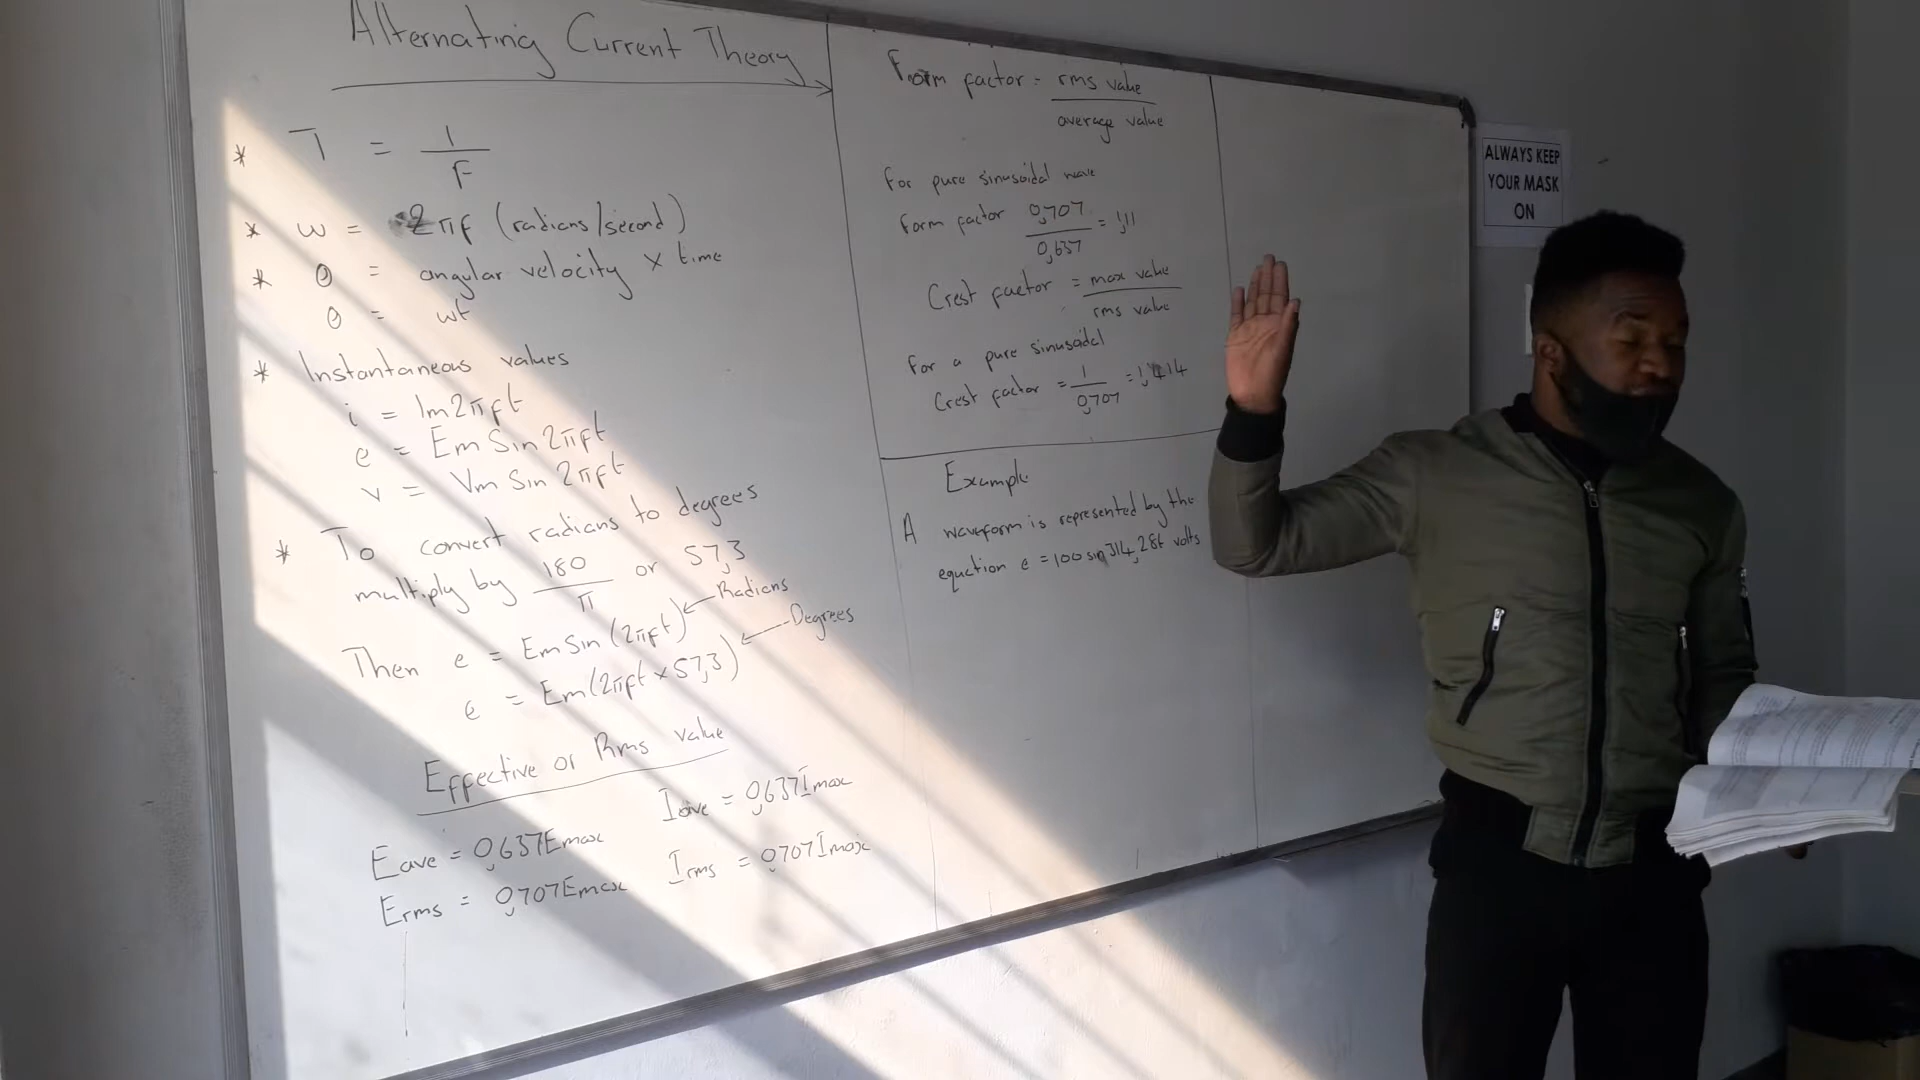 Alternating Current Theory
* T = 1/F
* w = 2πf (radians/second)
* θ = angular velocity x time
θ = wt
* Instantaneous values
i = Im2πft
e = Em Sin 2πft
v = Vm Sin 2πft
* To convert radians to degrees
multiply by 180/π or 57,3
Then e = Em Sin (2πft) ← Radians
e = Em(2πft x 57,3) ← Degrees
Effective or Rms value
Eave = 0,637Emax Iave = 0,637Imax
Erms = 0,707Emax Irms = 0,707Imax
Form factor = rms value / average value
for pure sinusoidal wave
form factor 0,707 / 0,637 = 1,11
Crest factor = max value / rms value
for a pure sinusoidal
Crest factor = 1 / 0,707 = 1,414
Example
A waveform is represented by the
equation e = 100 sin 314,28t volts
ALWAYS KEEP
YOUR MASK
ON